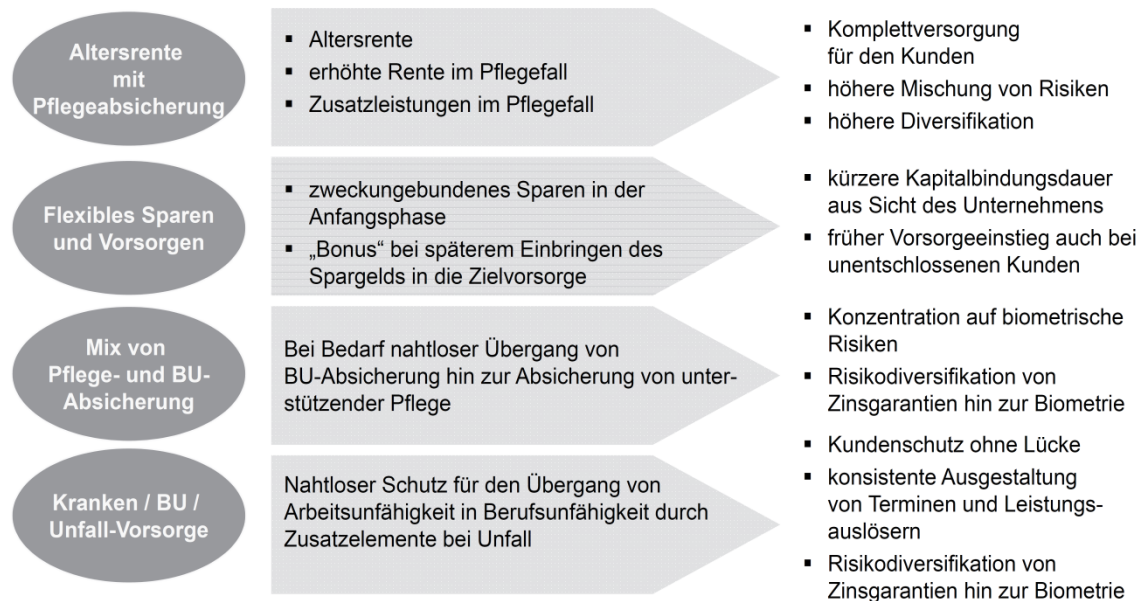 Altersrente
mit
Pflegeabsicherung
▪ Altersrente
▪ erhöhte Rente im Pflegefall
▪ Zusatzleistungen im Pflegefall
▪ Komplettversorgung
für den Kunden
▪ höhere Mischung von Risiken
▪ höhere Diversifikation
Flexibles Sparen
und Vorsorgen
▪ zweckungebundenes Sparen in der
Anfangsphase
▪ „Bonus“ bei späterem Einbringen des
Spargelds in die Zielvorsorge
▪ kürzere Kapitalbindungsdauer
aus Sicht des Unternehmens
▪ früher Vorsorgeeinstieg auch bei
unentschlossenen Kunden
Mix von
Pflege- und BU-
Absicherung
Bei Bedarf nahtloser Übergang von
BU-Absicherung hin zur Absicherung von unter-
stützender Pflege
▪ Konzentration auf biometrische
Risiken
▪ Risikodiversifikation von
Zinsgarantien hin zur Biometrie
Kranken / BU /
Unfall-Vorsorge
Nahtloser Schutz für den Übergang von
Arbeitsunfähigkeit in Berufsunfähigkeit durch
Zusatzelemente bei Unfall
▪ Kundenschutz ohne Lücke
▪ konsistente Ausgestaltung
von Terminen und Leistungs-
auslösern
▪ Risikodiversifikation von
Zinsgarantien hin zur Biometrie